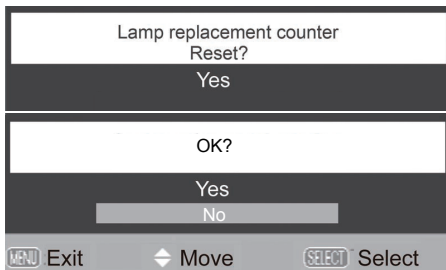 Lamp replacement counter
Reset?
Yes
OK?
Yes
No
MENU Exit Move SELECT Select